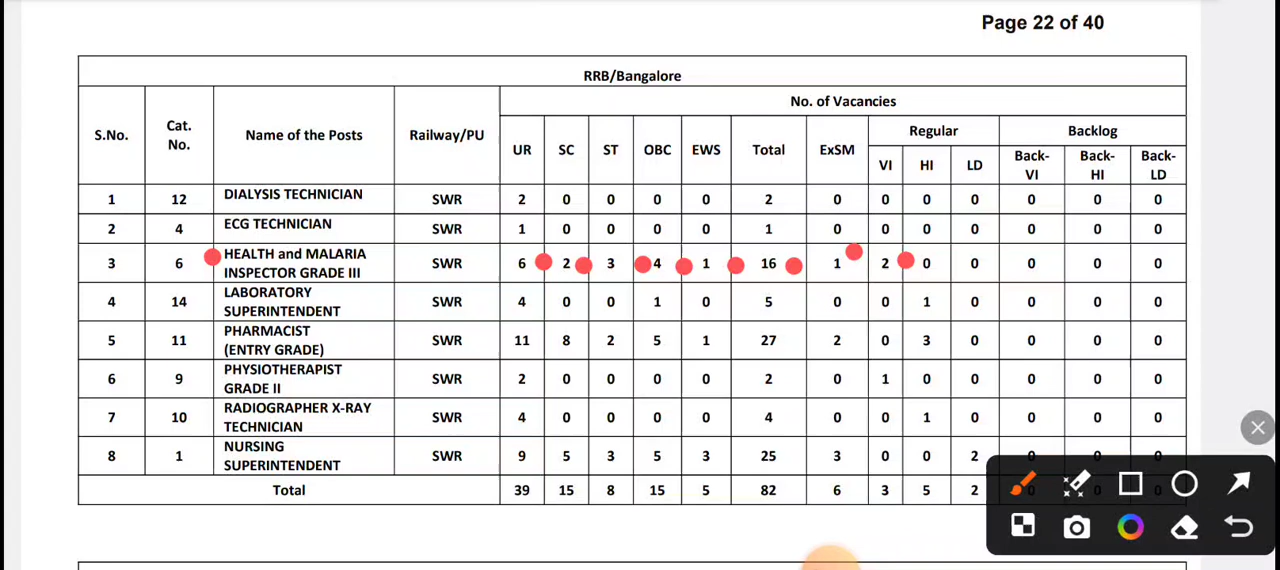 Page 22 of 40
RRB/Bangalore
S.No. Cat. No. Name of the Posts Railway/PU No. of Vacancies
UR SC ST OBC EWS Total ExSM Regular Backlog
VI HI LD Back-VI Back-HI Back-LD
1 12 DIALYSIS TECHNICIAN SWR 2 0 0 0 0 2 0 0 0 0 0 0 0
2 4 ECG TECHNICIAN SWR 1 0 0 0 0 1 0 0 0 0 0 0 0
3 6 HEALTH and MALARIA INSPECTOR GRADE III SWR 6 2 3 4 1 16 1 2 0 0 0 0 0
4 14 LABORATORY SUPERINTENDENT SWR 4 0 0 1 0 5 0 0 1 0 0 0 0
5 11 PHARMACIST (ENTRY GRADE) SWR 11 8 2 5 1 27 2 0 3 0 0 0 0
6 9 PHYSIOTHERAPIST GRADE II SWR 2 0 0 0 0 2 0 1 0 0 0 0 0
7 10 RADIOGRAPHER X-RAY TECHNICIAN SWR 4 0 0 0 0 4 0 0 1 0 0 0 0
8 1 NURSING SUPERINTENDENT SWR 9 5 3 5 3 25 3 0 0 2 0 0 0
Total 39 15 8 15 5 82 6 3 5 2 0 0 0